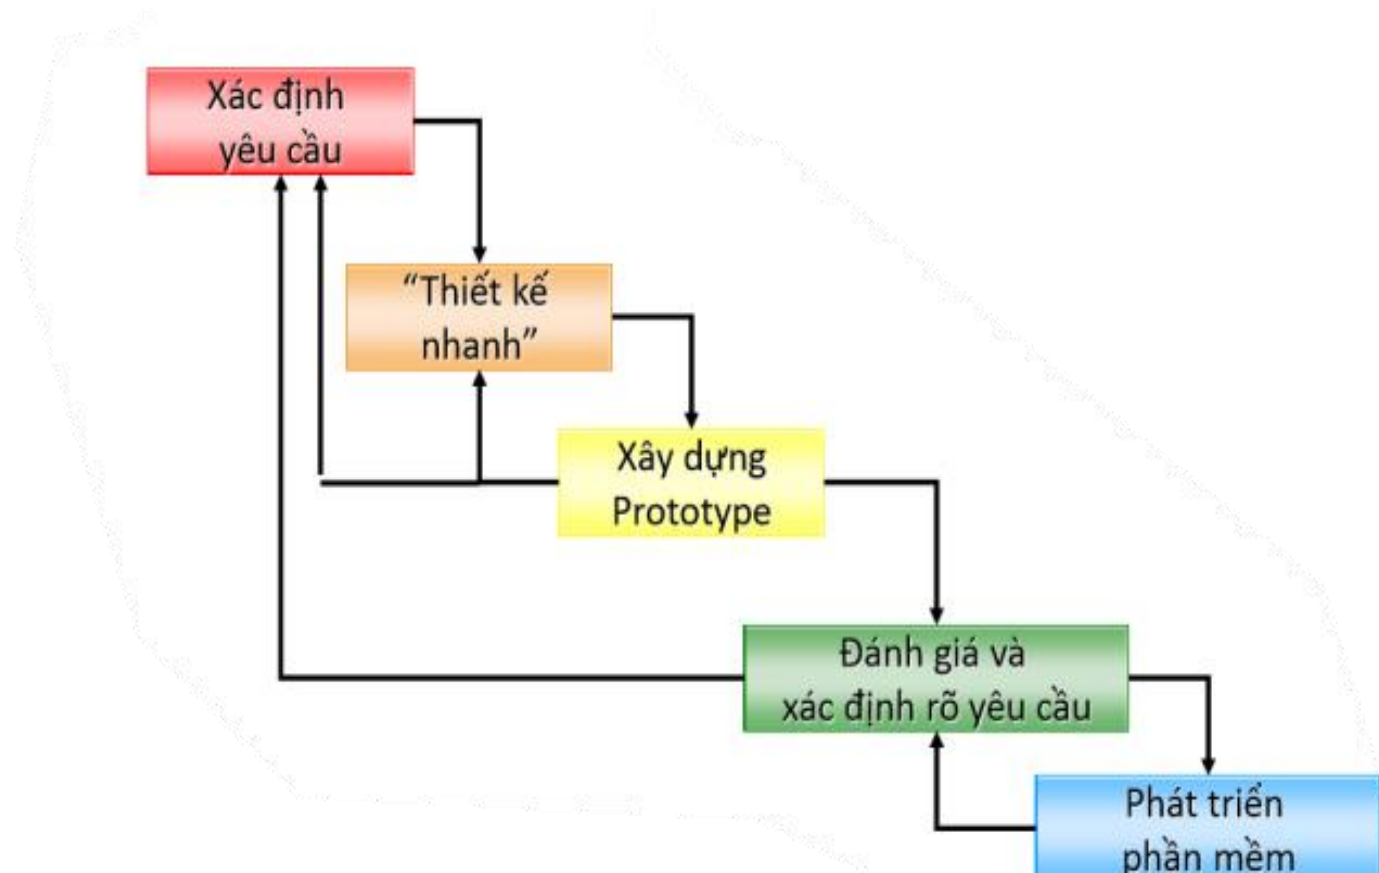 Xác định
yêu cầu
“Thiết kế
nhanh”
Xây dựng
Prototype
Đánh giá và
xác định rõ yêu cầu
Phát triển
phần mềm